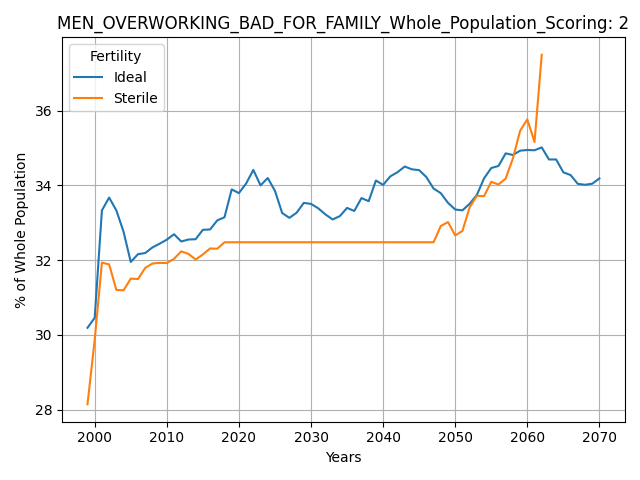 MEN_OVERWORKING_BAD_FOR_FAMILY_Whole_Population_Scoring: 2
Fertility
Ideal
Sterile
% of Whole Population
36
34
32
30
28
2000 2010 2020 2030 2040 2050 2060 2070
Years